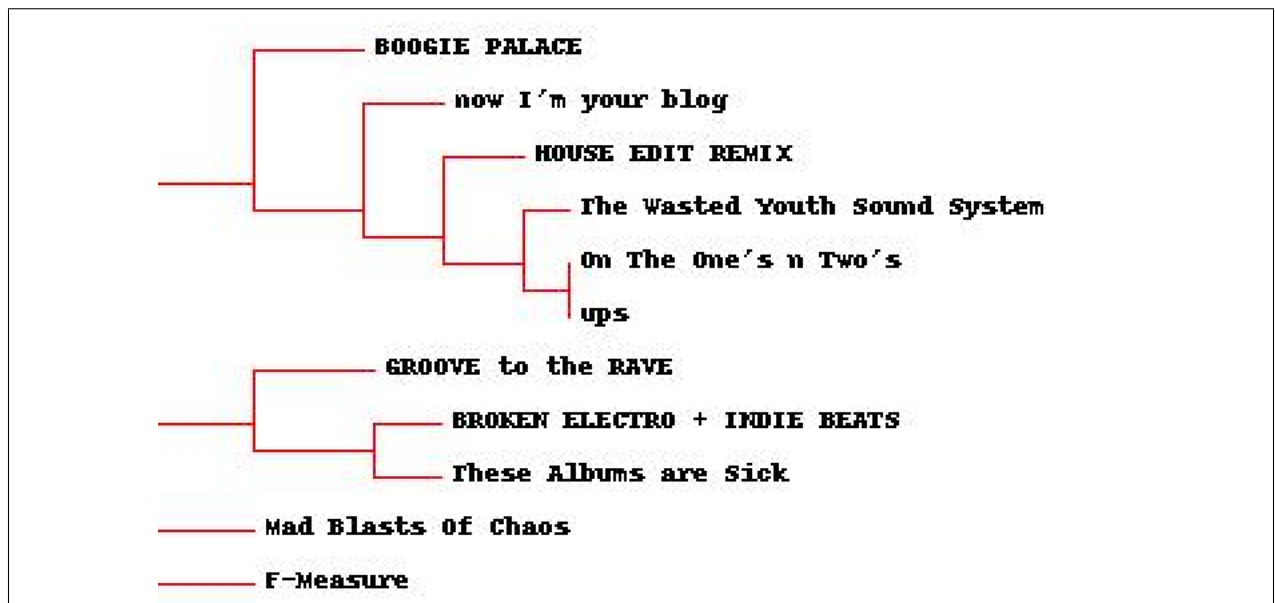 BOOGIE PALACE
now I´m your blog
HOUSE EDIT REMIX
The Wasted Youth Sound System
On The One´s n Two´s
ups
GROOVE to the RAVE
BROKEN ELECTRO + INDIE BEATS
These Albums are Sick
Mad Blasts Of Chaos
F-Measure